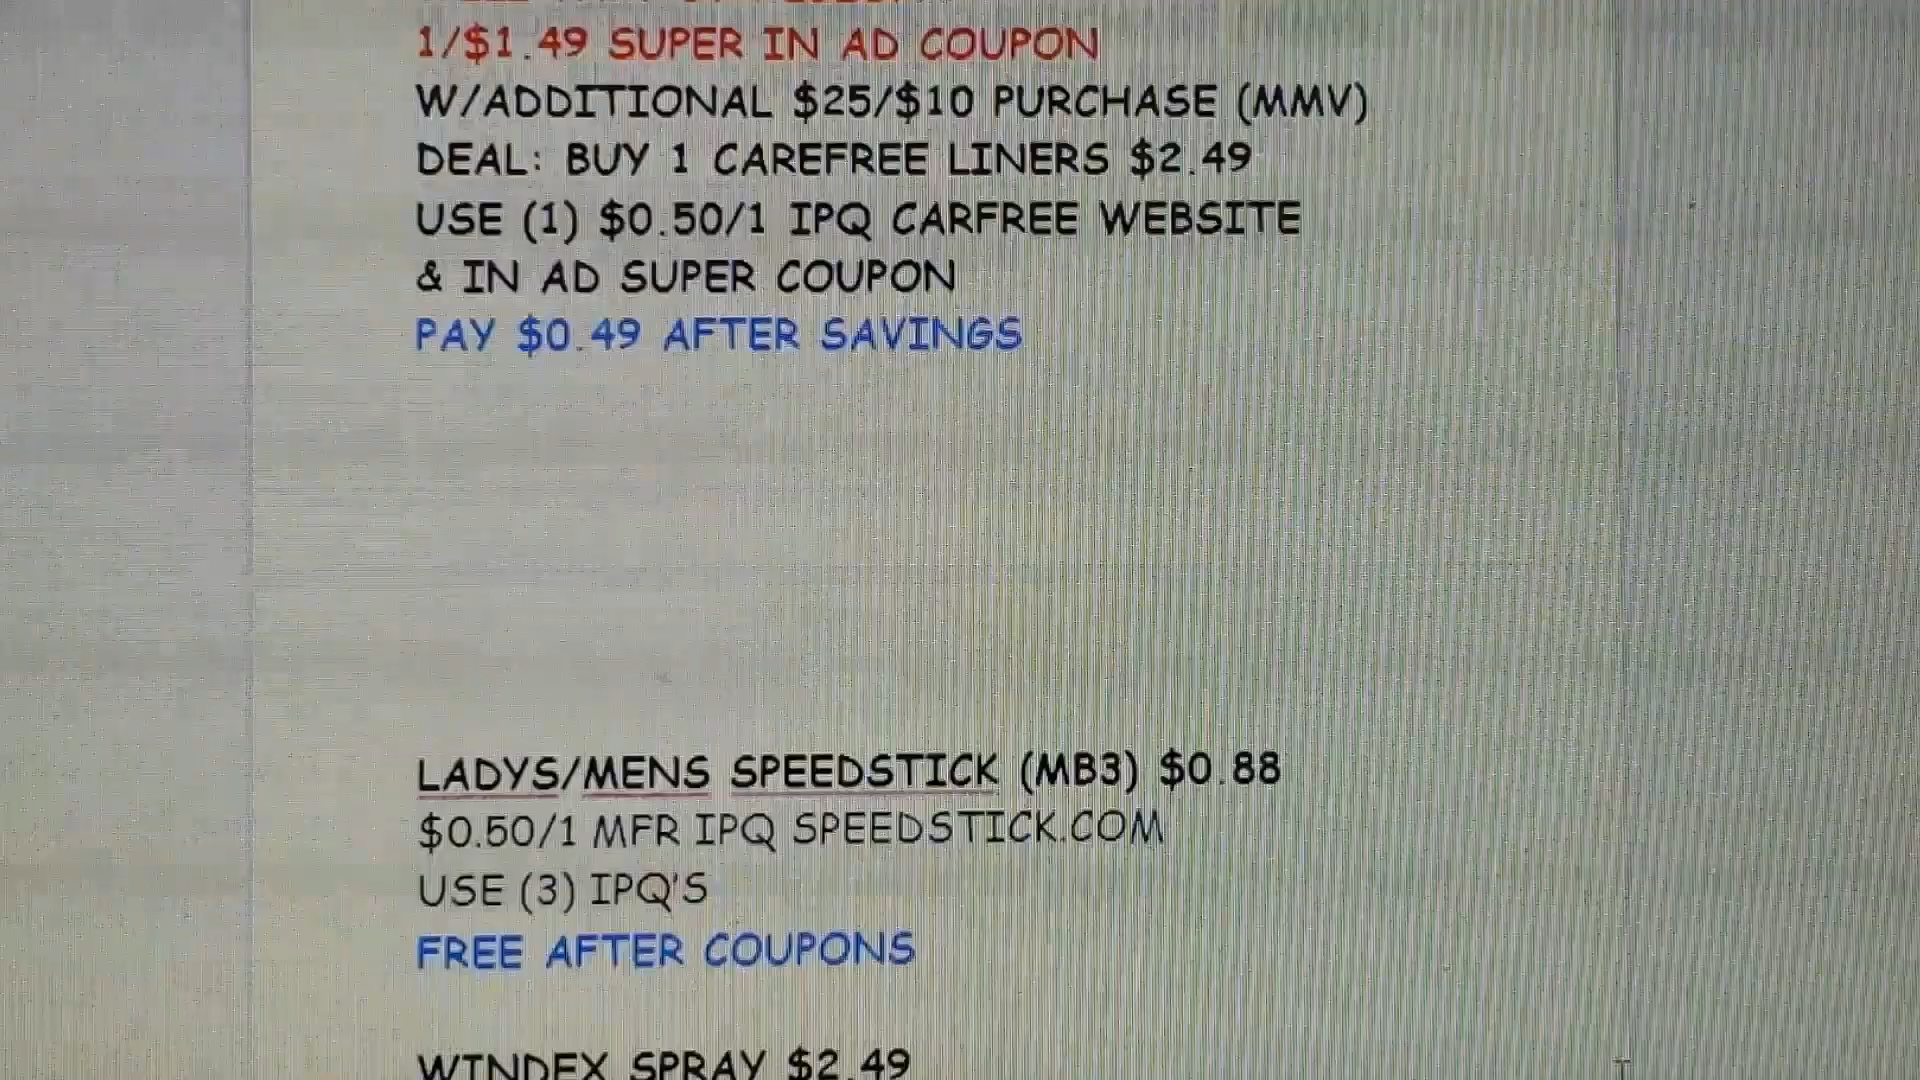 1/$1.49 SUPER IN AD COUPON
W/ADDITIONAL $25/$10 PURCHASE (MMV)
DEAL: BUY 1 CAREFREE LINERS $2.49
USE (1) $0.50/1 IPQ CARFREE WEBSITE
& IN AD SUPER COUPON
PAY $0.49 AFTER SAVINGS
LADYS/MENS SPEEDSTICK (MB3) $0.88
$0.50/1 MFR IPQ SPEEDSTICK.COM
USE (3) IPQ'S
FREE AFTER COUPONS
WINDEX SPRAY $2.49